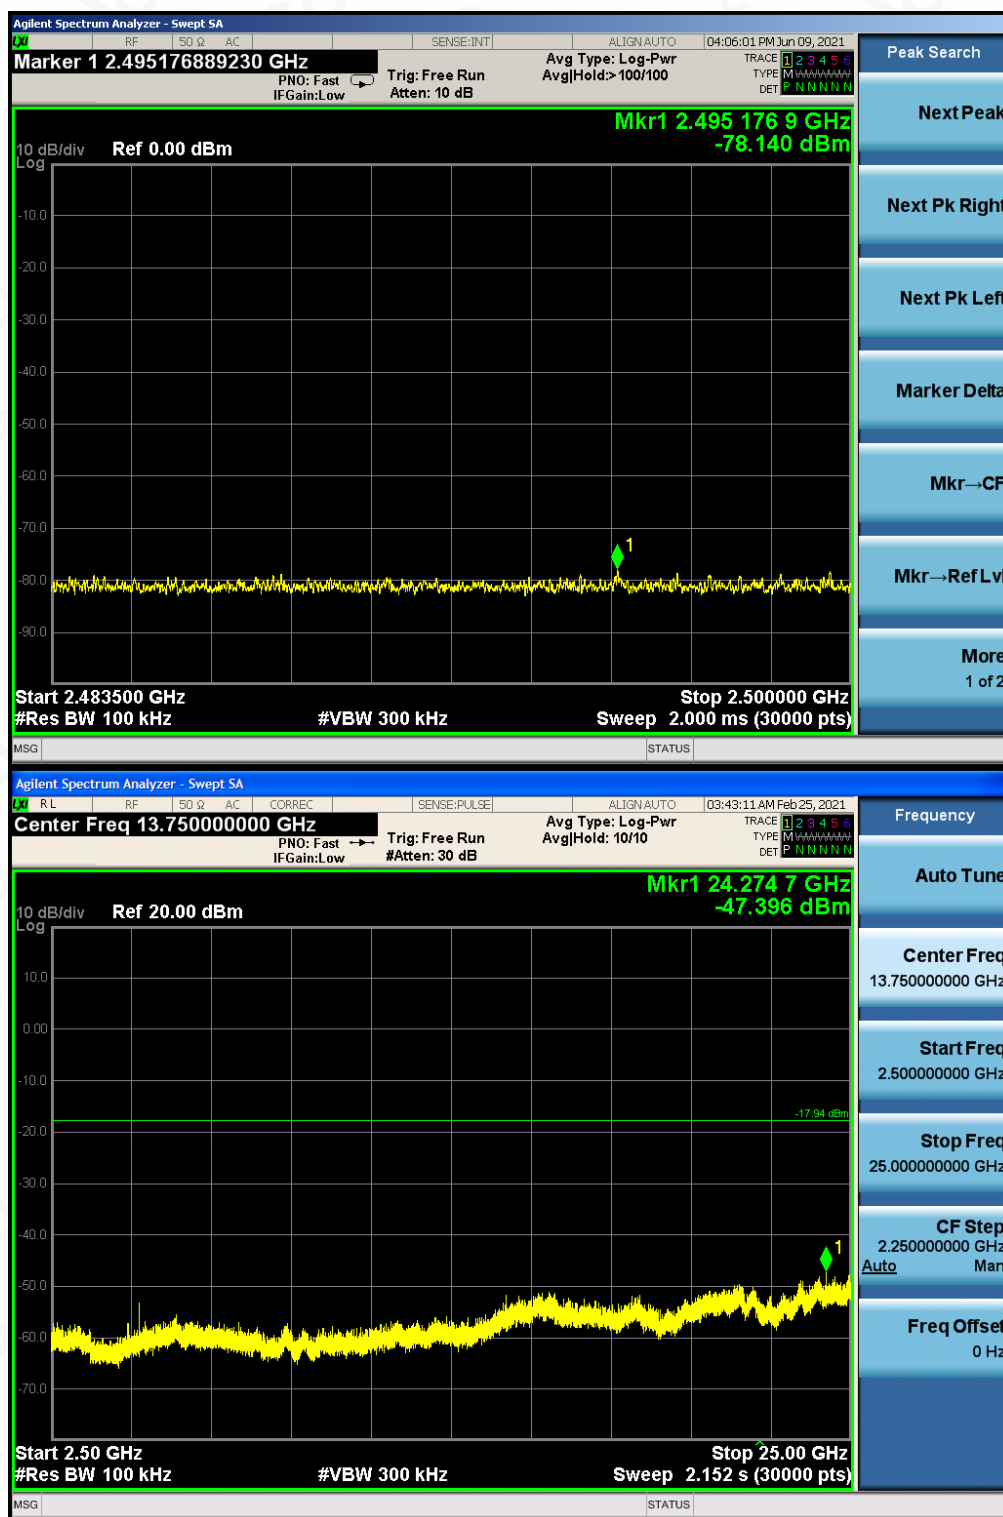 Agilent Spectrum Analyzer - Swept SA
LXI RF 50 Ω AC SENSE:INT ALIGN AUTO 04:06:01 PM Jun 09, 2021
Marker 1 2.495176889230 GHz
PNO: Fast
IFGain:Low
Trig: Free Run
Atten: 10 dB
Avg Type: Log-Pwr
Avg|Hold:>100/100
TRACE 1 2 3 4 5 6
TYPE M
DET P N N N N N
Mkr1 2.495 176 9 GHz
-78.140 dBm
10 dB/div Ref 0.00 dBm
Log
-10.0
-20.0
-30.0
-40.0
-50.0
-60.0
-70.0
1
-80.0
-90.0
Start 2.483500 GHz Stop 2.500000 GHz
#Res BW 100 kHz #VBW 300 kHz Sweep 2.000 ms (30000 pts)
MSG STATUS
Peak Search
Next Peak
Next Pk Right
Next Pk Left
Marker Delta
Mkr→CF
Mkr→Ref Lvl
More
1 of 2
Agilent Spectrum Analyzer - Swept SA
LXI R L RF 50 Ω AC CORREC SENSE:PULSE ALIGN AUTO 03:43:11 AM Feb 25, 2021
Center Freq 13.750000000 GHz
PNO: Fast
IFGain:Low
Trig: Free Run
#Atten: 30 dB
Avg Type: Log-Pwr
Avg|Hold: 10/10
TRACE 1 2 3 4 5 6
TYPE M
DET P N N N N N
Mkr1 24.274 7 GHz
-47.396 dBm
10 dB/div Ref 20.00 dBm
Log
10.0
0.00
-10.0
-17.94 dBm
-20.0
-30.0
-40.0
1
-50.0
-60.0
-70.0
Start 2.50 GHz Stop 25.00 GHz
#Res BW 100 kHz #VBW 300 kHz Sweep 2.152 s (30000 pts)
MSG STATUS
Frequency
Auto Tune
Center Freq
13.750000000 GHz
Start Freq
2.500000000 GHz
Stop Freq
25.000000000 GHz
CF Step
2.250000000 GHz
Auto Man
Freq Offset
0 Hz